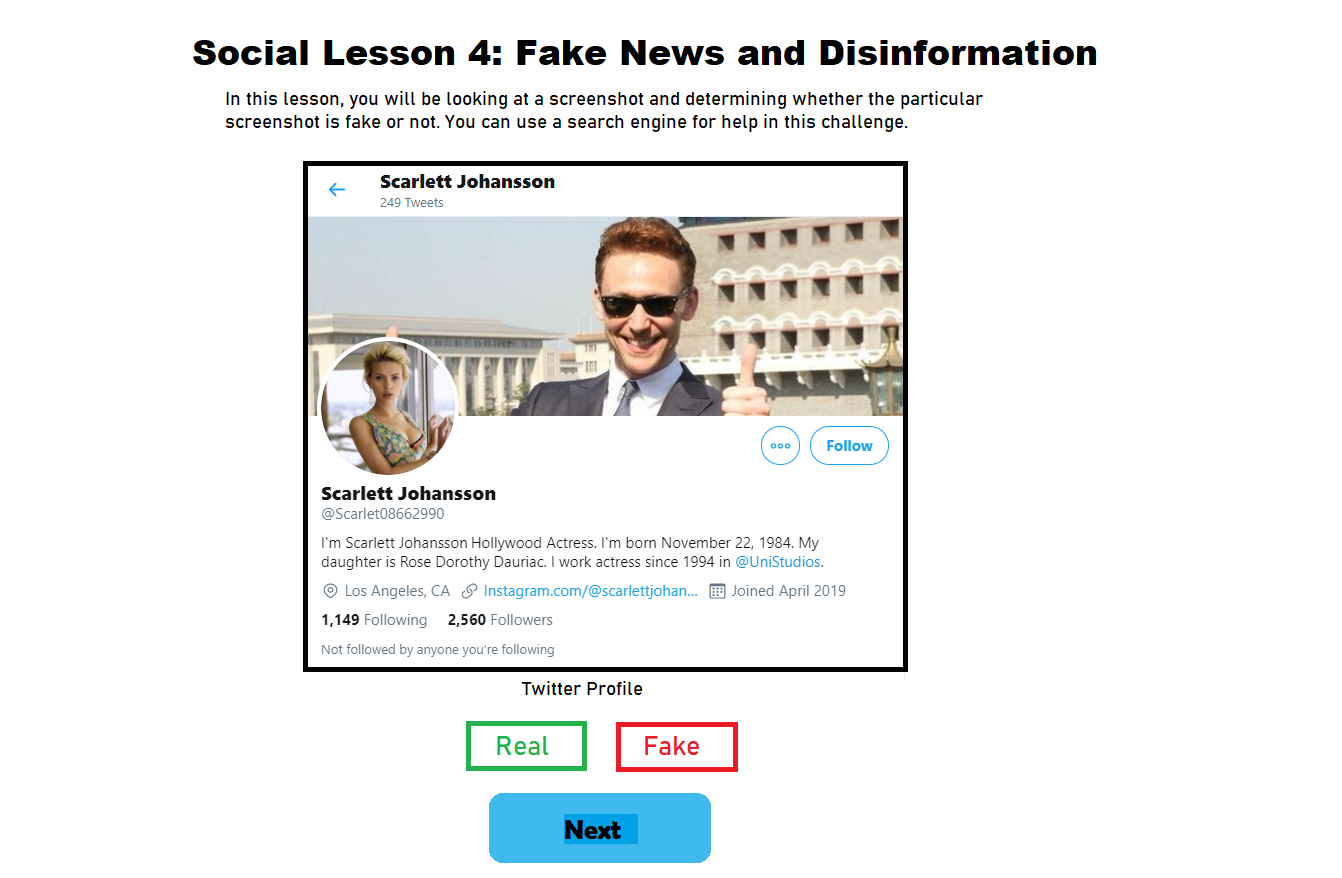 Social Lesson 4: Fake News and Disinformation
In this lesson, you will be looking at a screenshot and determining whether the particular
screenshot is fake or not. You can use a search engine for help in this challenge.
Scarlett Johansson
249 Tweets
Follow
Scarlett Johansson
@Scarlet08662990
I'm Scarlett Johansson Hollywood Actress. I'm born November 22, 1984. My
daughter is Rose Dorothy Dauriac. I work actress since 1994 in @UniStudios.
Los Angeles, CA Instagram.com/@scarlettjohan... Joined April 2019
1,149 Following 2,560 Followers
Not followed by anyone you're following
Twitter Profile
Real Fake
Next